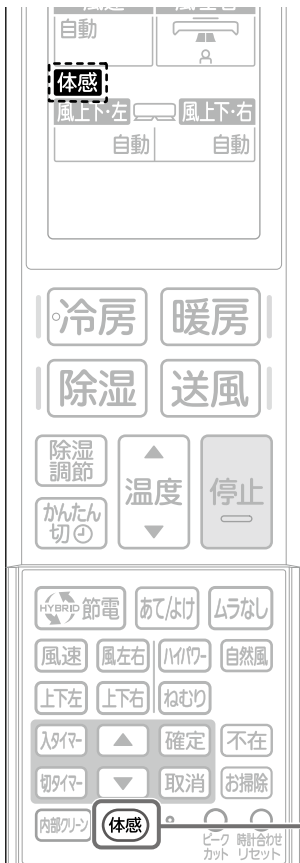 自動
体感
風上下·左 風上下·右
自動 自動
冷房 暖房
除湿 送風
除湿
調節
温度
停止
かんたん
切
HYBRID 節電 あて/よけ ムラなし
風速 風左右 ハイパワー 自然風
上下左 上下右 ねむり
入タイマー 確定 不在
切タイマー 取消 お掃除
内部クリーン 体感
ピーク
カット
時計合わせ
リセット